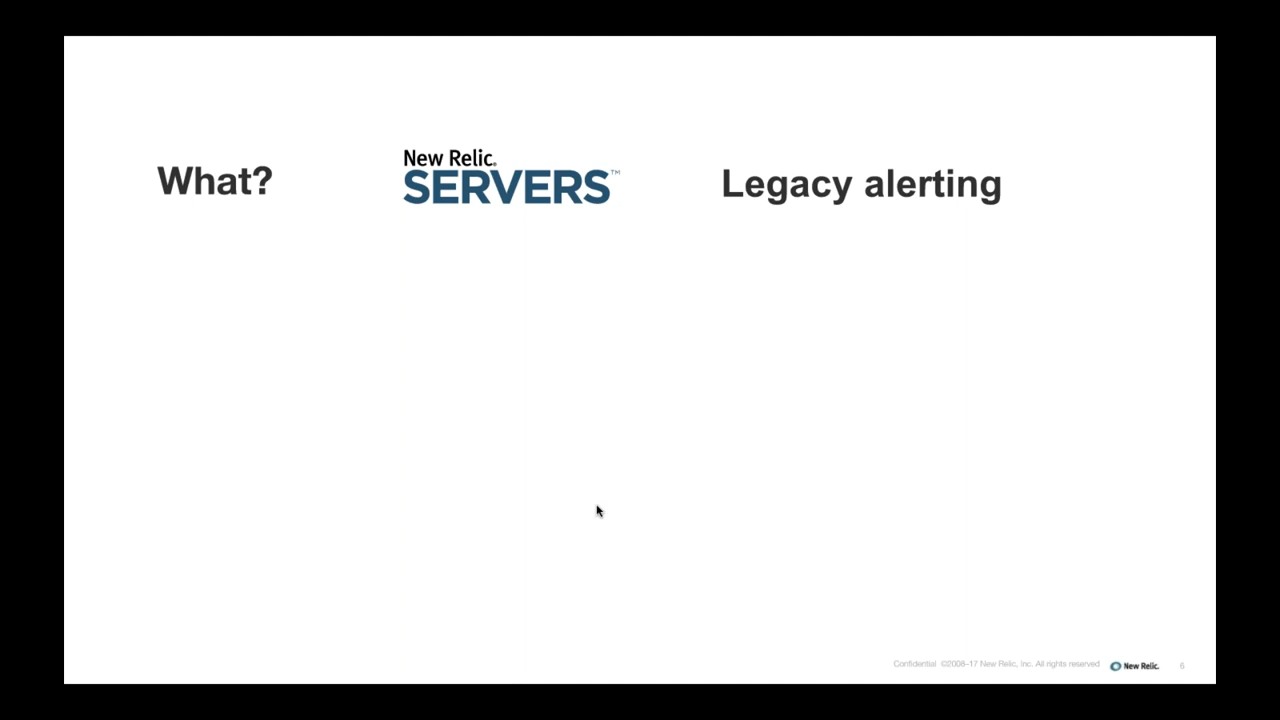 What?
New Relic.
SERVERS™
Legacy alerting
Confidential ©2008-17 New Relic, Inc. All rights reserved
New Relic.
6